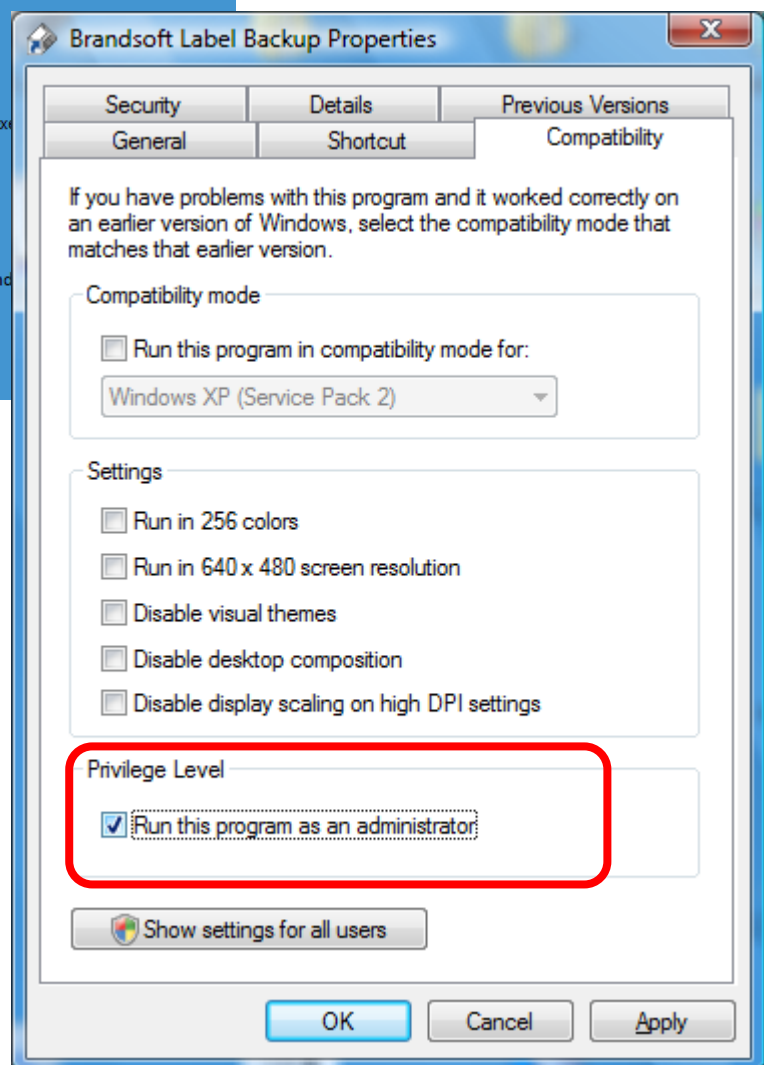 Brandsoft Label Backup Properties
Security Details Previous Versions
General Shortcut Compatibility
If you have problems with this program and it worked correctly on
an earlier version of Windows, select the compatibility mode that
matches that earlier version.
Compatibility mode
Run this program in compatibility mode for:
Windows XP (Service Pack 2)
Settings
Run in 256 colors
Run in 640 x 480 screen resolution
Disable visual themes
Disable desktop composition
Disable display scaling on high DPI settings
Privilege Level
Run this program as an administrator
Show settings for all users
OK Cancel Apply